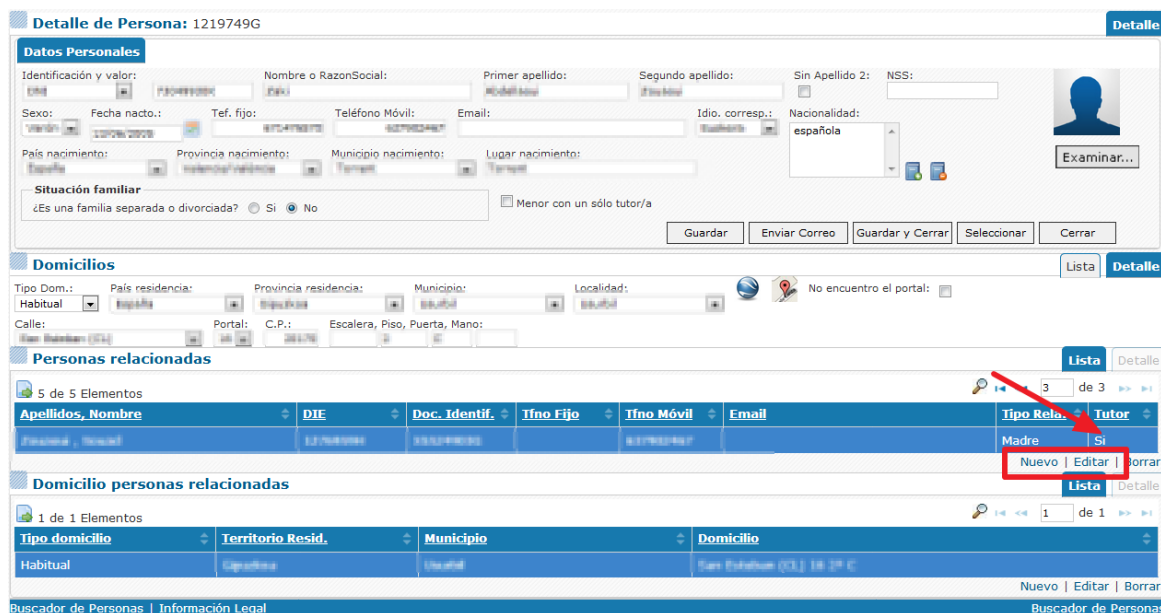 Detalle de Persona: 1219749G
Detalle
Datos Personales
Identificación y valor: Nombre o RazonSocial: Primer apellido: Segundo apellido: Sin Apellido 2: NSS:
Sexo: Fecha nacto.: Tef. fijo: Teléfono Móvil: Email: Idio. corresp.: Nacionalidad:
española
País nacimiento: Provincia nacimiento: Municipio nacimiento: Lugar nacimiento:
Examinar...
Situación familiar
¿Es una familia separada o divorciada? Si No
Menor con un sólo tutor/a
Guardar Enviar Correo Guardar y Cerrar Seleccionar Cerrar
Domicilios
Lista Detalle
Tipo Dom.: País residencia: Provincia residencia: Municipio: Localidad: No encuentro el portal:
Habitual
Calle: Portal: C.P.: Escalera, Piso, Puerta, Mano:
Personas relacionadas
Lista Detalle
5 de 5 Elementos
3 de 3
Apellidos, Nombre DIE Doc. Identif. Tfno Fijo Tfno Móvil Email Tipo Rela. Tutor
Madre Si
Nuevo | Editar | Borrar
Domicilio personas relacionadas
Lista Detalle
1 de 1 Elementos
1 de 1
Tipo domicilio Territorio Resid. Municipio Domicilio
Habitual
Nuevo | Editar | Borrar
Buscador de Personas | Información Legal
Buscador de Personas